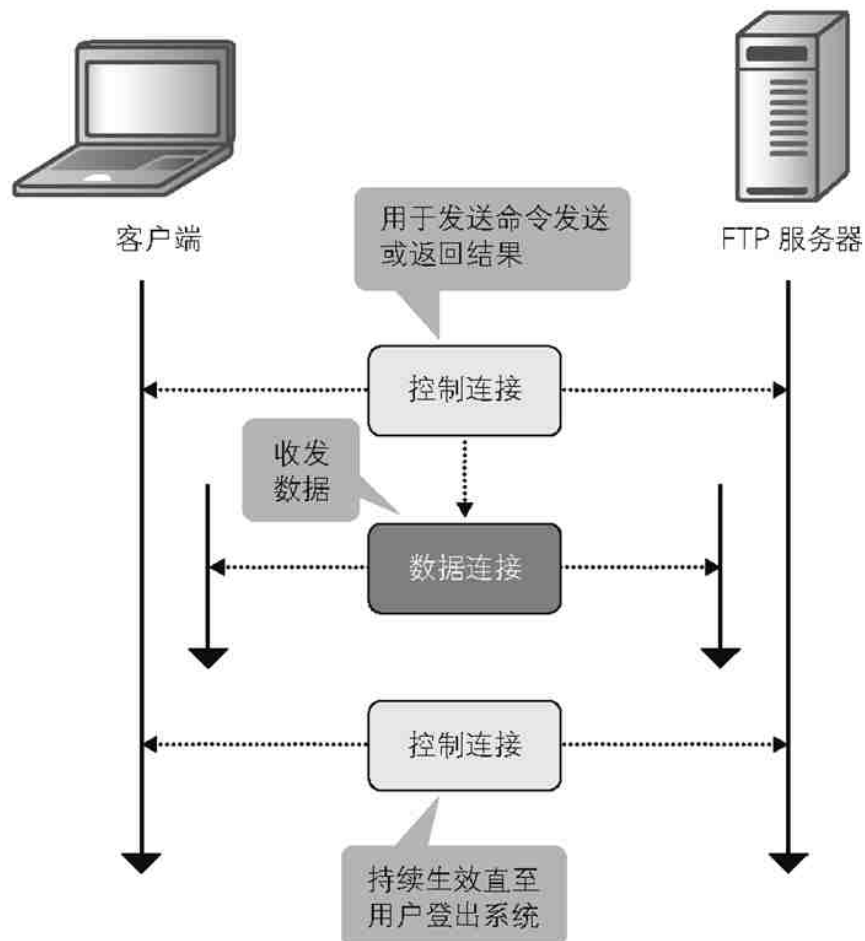 客户端
FTP 服务器
用于发送命令发送
或返回结果
控制连接
收发
数据
数据连接
控制连接
持续生效直至
用户登出系统